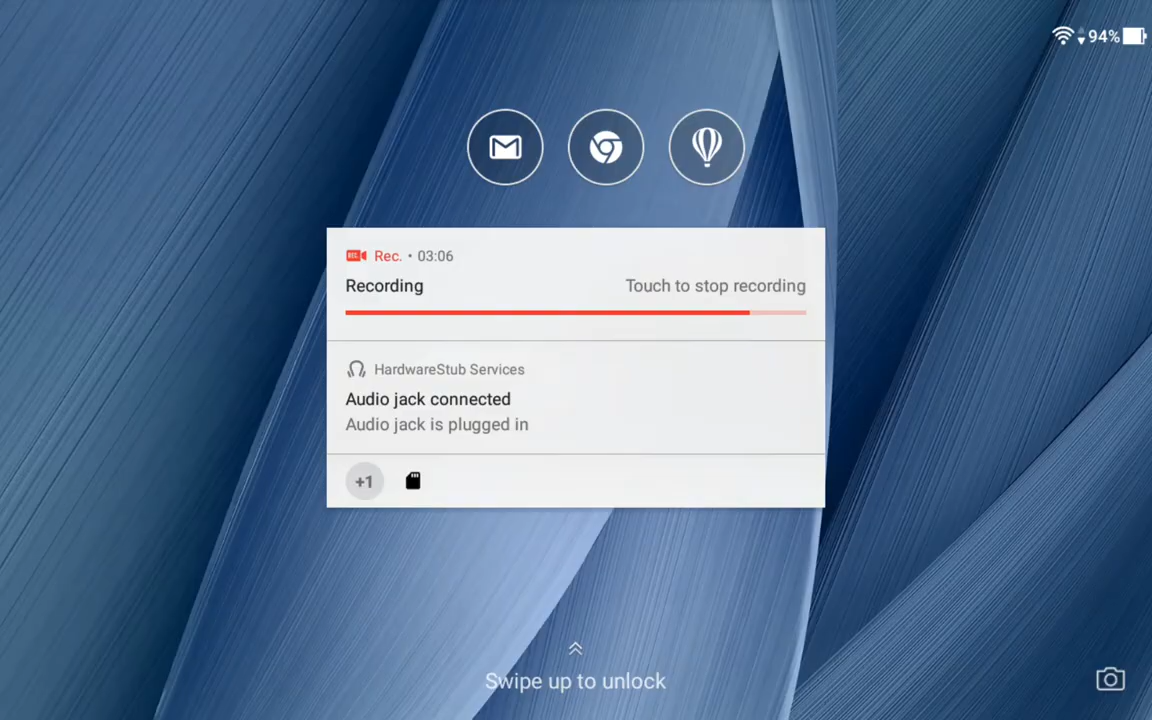 94%
Rec. • 03:06
Recording
Touch to stop recording
HardwareStub Services
Audio jack connected
Audio jack is plugged in
+1
Swipe up to unlock